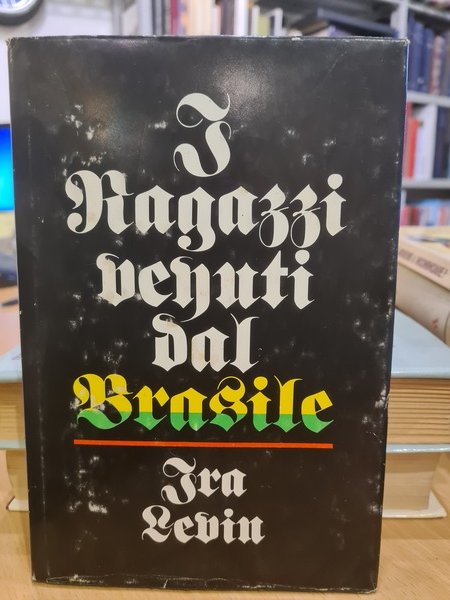 I
Ragazzi
venuti
dal
Brasile
Ira
Levin